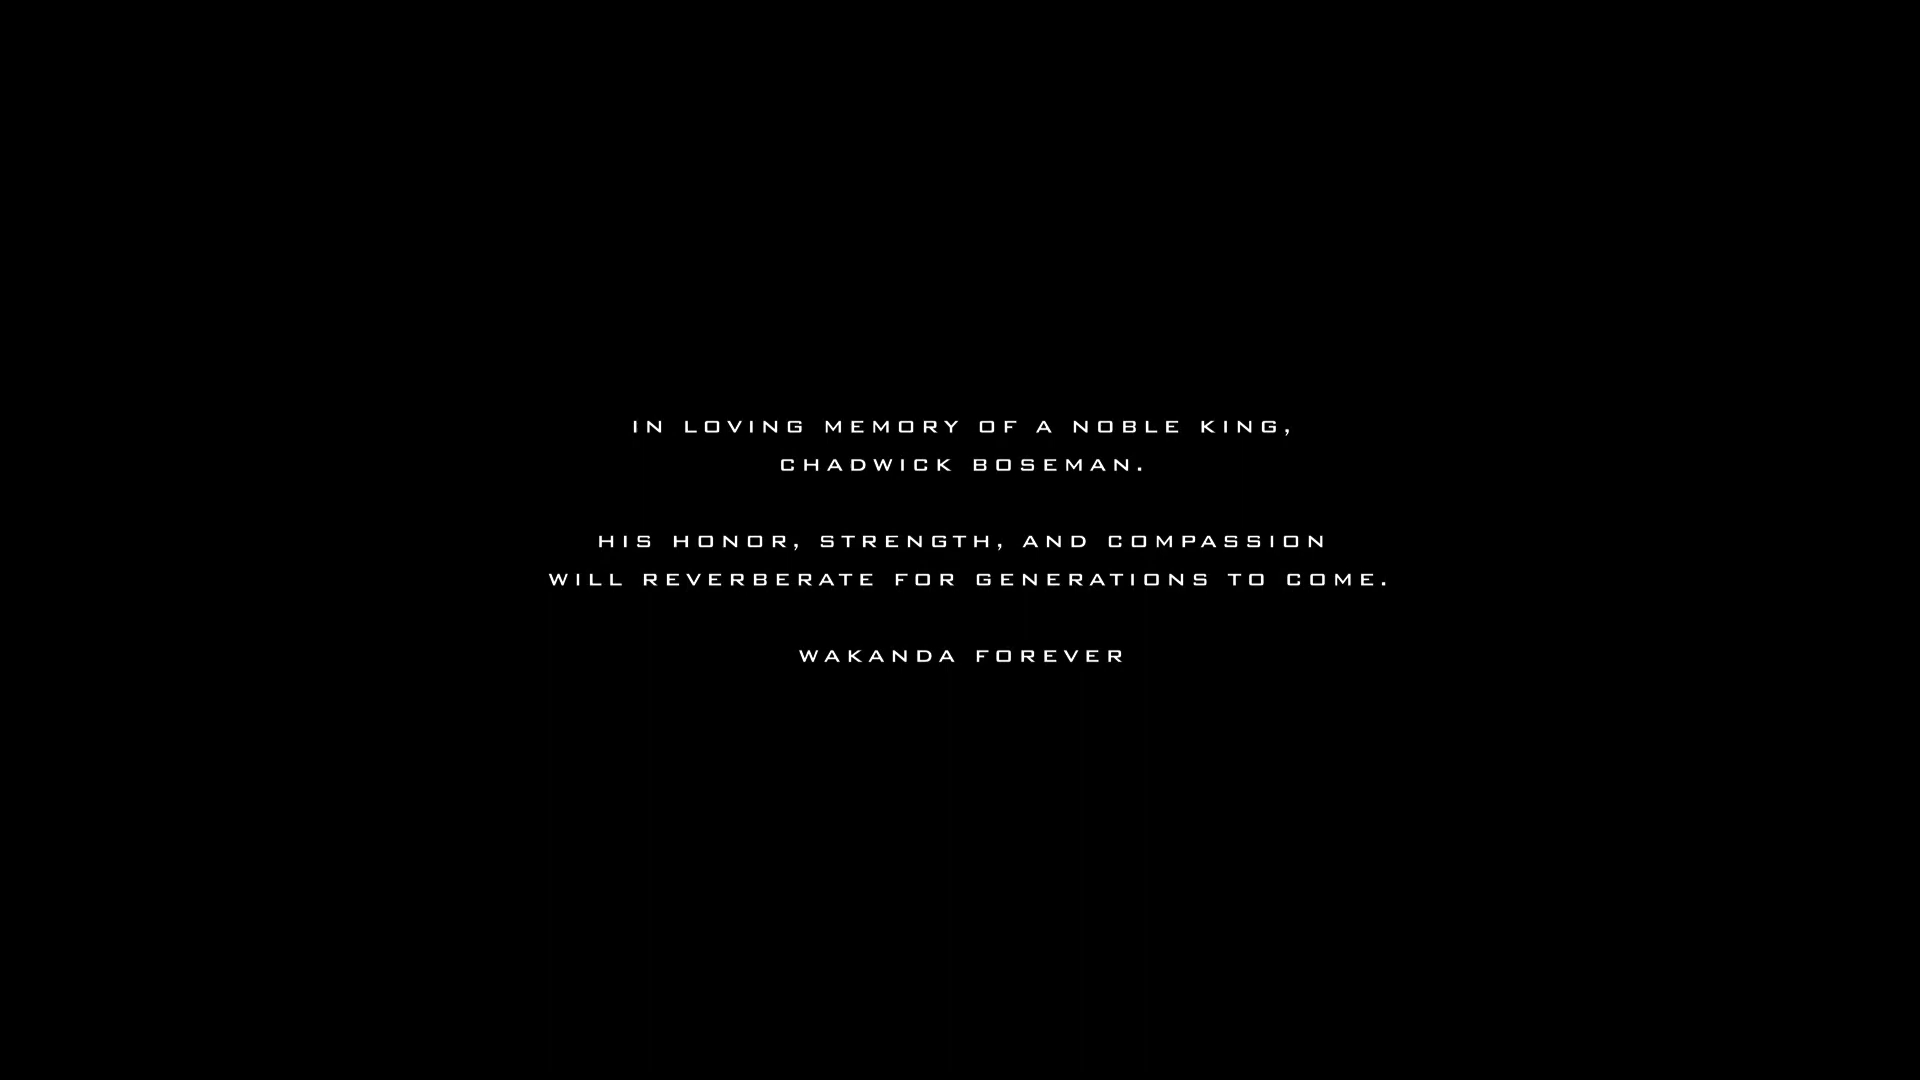 IN LOVING MEMORY OF A NOBLE KING,
CHADWICK BOSEMAN.
HIS HONOR, STRENGTH, AND COMPASSION
WILL REVERBERATE FOR GENERATIONS TO COME.
WAKANDA FOREVER